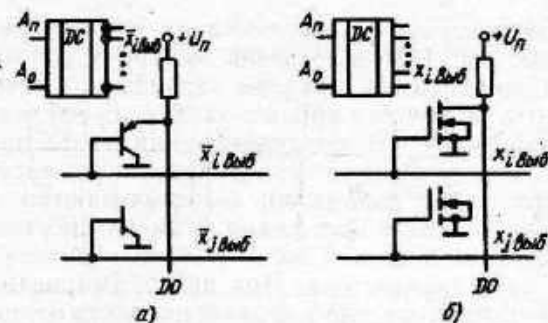 Aп
A0
DC
x̄i выб
+Uп
x̄i выб
x̄j выб
DO
а)
Aп
A0
DC
xi выб
+Uп
xi выб
xj выб
DO
б)